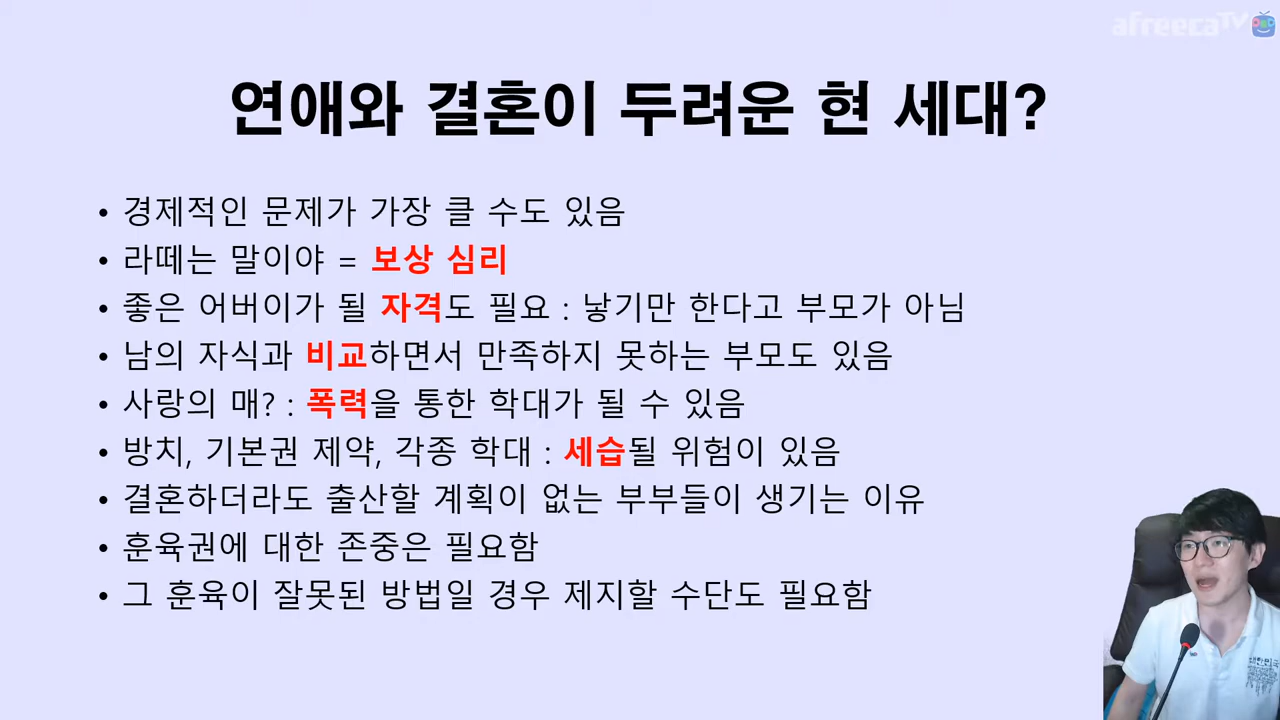 afreecaTV
연애와 결혼이 두려운 현 세대?
• 경제적인 문제가 가장 클 수도 있음
• 라떼는 말이야 = 보상 심리
• 좋은 어버이가 될 자격도 필요 : 낳기만 한다고 부모가 아님
• 남의 자식과 비교하면서 만족하지 못하는 부모도 있음
• 사랑의 매? : 폭력을 통한 학대가 될 수 있음
• 방치, 기본권 제약, 각종 학대 : 세습될 위험이 있음
• 결혼하더라도 출산할 계획이 없는 부부들이 생기는 이유
• 훈육권에 대한 존중은 필요함
• 그 훈육이 잘못된 방법일 경우 제지할 수단도 필요함
대한민국